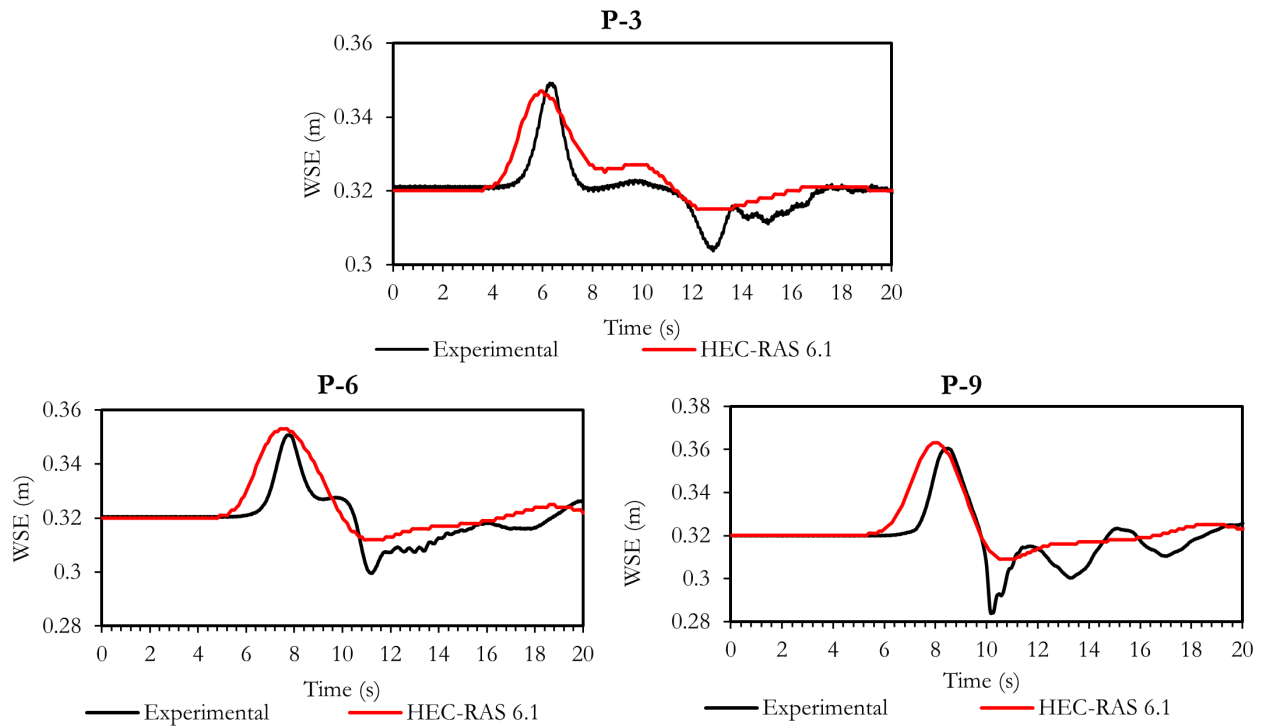 P-3
0.36
0.34
0.32
0.3
WSE (m)
0 2 4 6 8 10 12 14 16 18 20
Time (s)
Experimental HEC-RAS 6.1
P-6
0.36
0.34
0.32
0.3
0.28
WSE (m)
0 2 4 6 8 10 12 14 16 18 20
Time (s)
Experimental HEC-RAS 6.1
P-9
0.38
0.36
0.34
0.32
0.3
0.28
WSE (m)
0 2 4 6 8 10 12 14 16 18 20
Time (s)
Experimental HEC-RAS 6.1